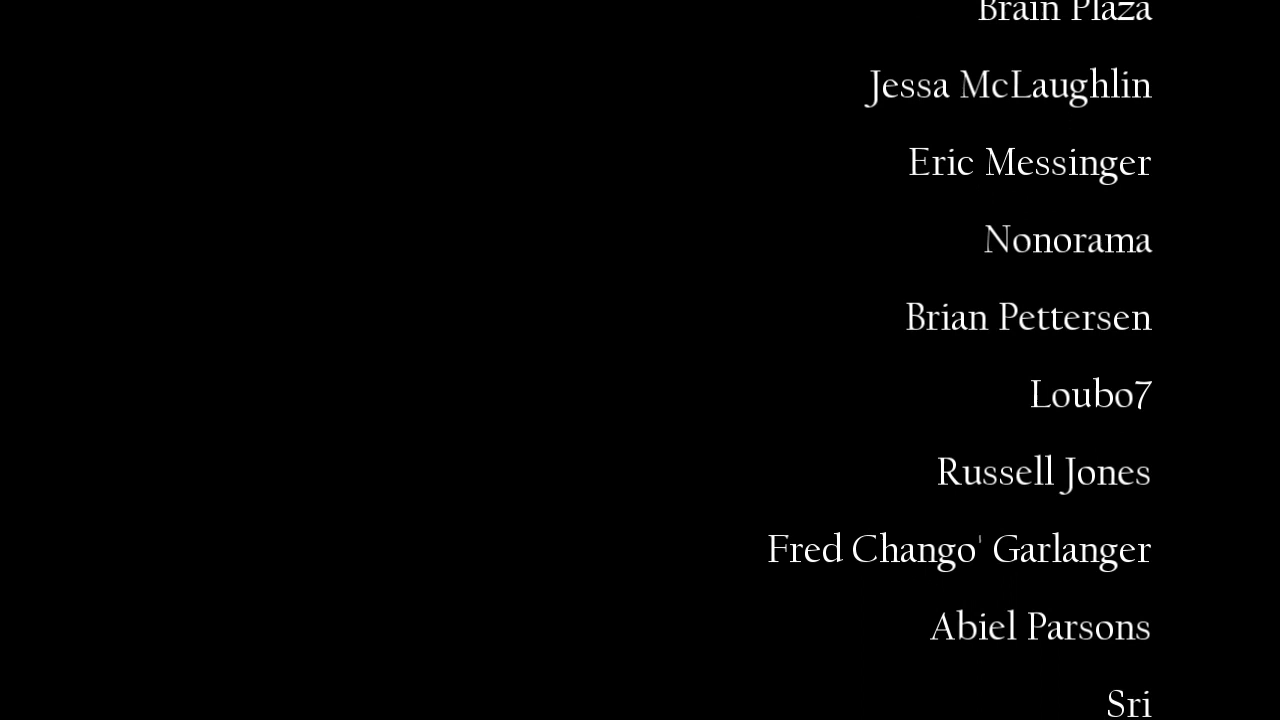 Brain Plaza
Jessa McLaughlin
Eric Messinger
Nonorama
Brian Pettersen
Loubo7
Russell Jones
Fred Chango' Garlanger
Abiel Parsons
Sri